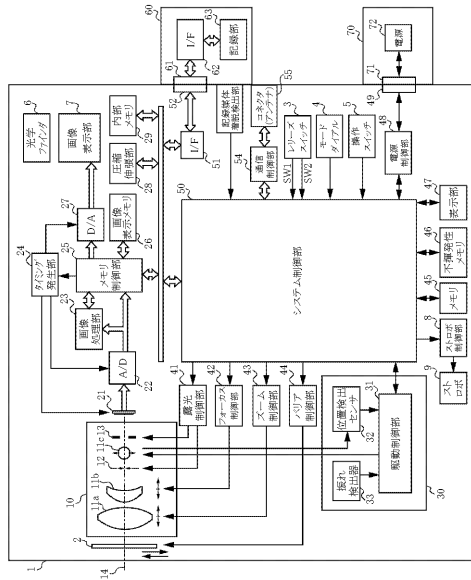 1
14
2
10
11a
11b
12
11c
13
21
A/D
22
画像
処理部
23
タイミング
発生部
24
メモリ
制御部
25
D/A
27
画像
表示メモリ
26
圧縮
伸張部
28
内部
メモリ
29
光学
ファインダ
6
画像
表示部
7
I/F
51
52
記録媒体
着脱検出部
60
61
I/F
62
記録部
63
通信
制御部
54
コネクタ
(アンテナ)
55
レリーズ
スイッチ
3
SW1
SW2
モード
ダイアル
4
操作
スイッチ
5
電源
制御部
48
49
70
71
電源
72
システム制御部
50
露光
制御部
41
フォーカス
制御部
42
ズーム
制御部
43
バリア
制御部
44
振れ
検出器
33
位置検出
センサ
32
駆動制御部
31
30
ストロボ
9
ストロボ
制御部
8
メモリ
45
不揮発性
メモリ
46
表示部
47